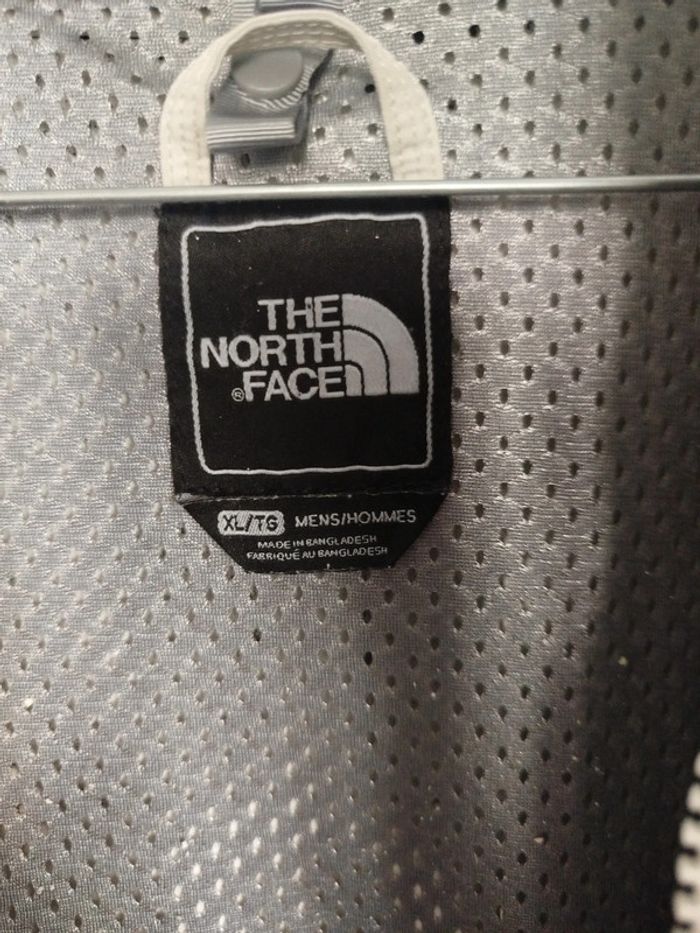 THE
NORTH
®FACE
XL/TG MENS/HOMMES
MADE IN BANGLADESH
FABRIQUÉ AU BANGLADESH